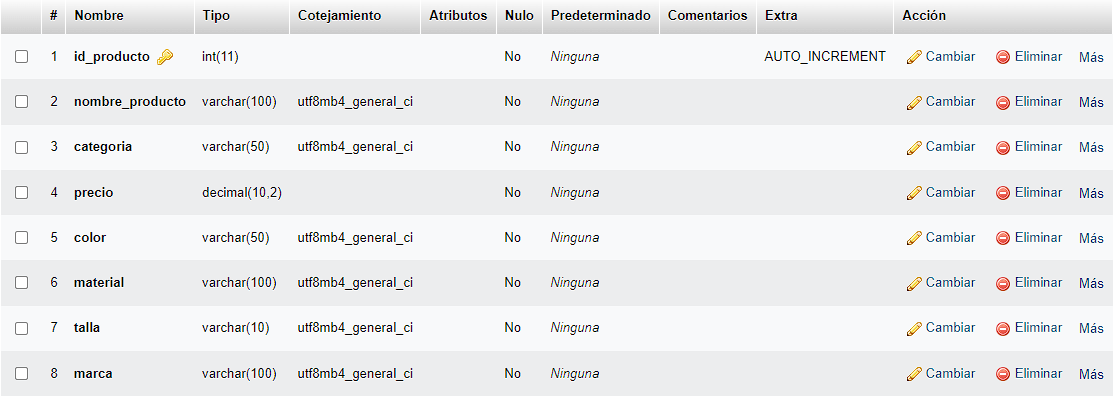 # Nombre Tipo Cotejamiento Atributos Nulo Predeterminado Comentarios Extra Acción
1 id_producto int(11) No Ninguna AUTO_INCREMENT Cambiar Eliminar Más
2 nombre_producto varchar(100) utf8mb4_general_ci No Ninguna Cambiar Eliminar Más
3 categoria varchar(50) utf8mb4_general_ci No Ninguna Cambiar Eliminar Más
4 precio decimal(10,2) No Ninguna Cambiar Eliminar Más
5 color varchar(50) utf8mb4_general_ci No Ninguna Cambiar Eliminar Más
6 material varchar(100) utf8mb4_general_ci No Ninguna Cambiar Eliminar Más
7 talla varchar(10) utf8mb4_general_ci No Ninguna Cambiar Eliminar Más
8 marca varchar(100) utf8mb4_general_ci No Ninguna Cambiar Eliminar Más